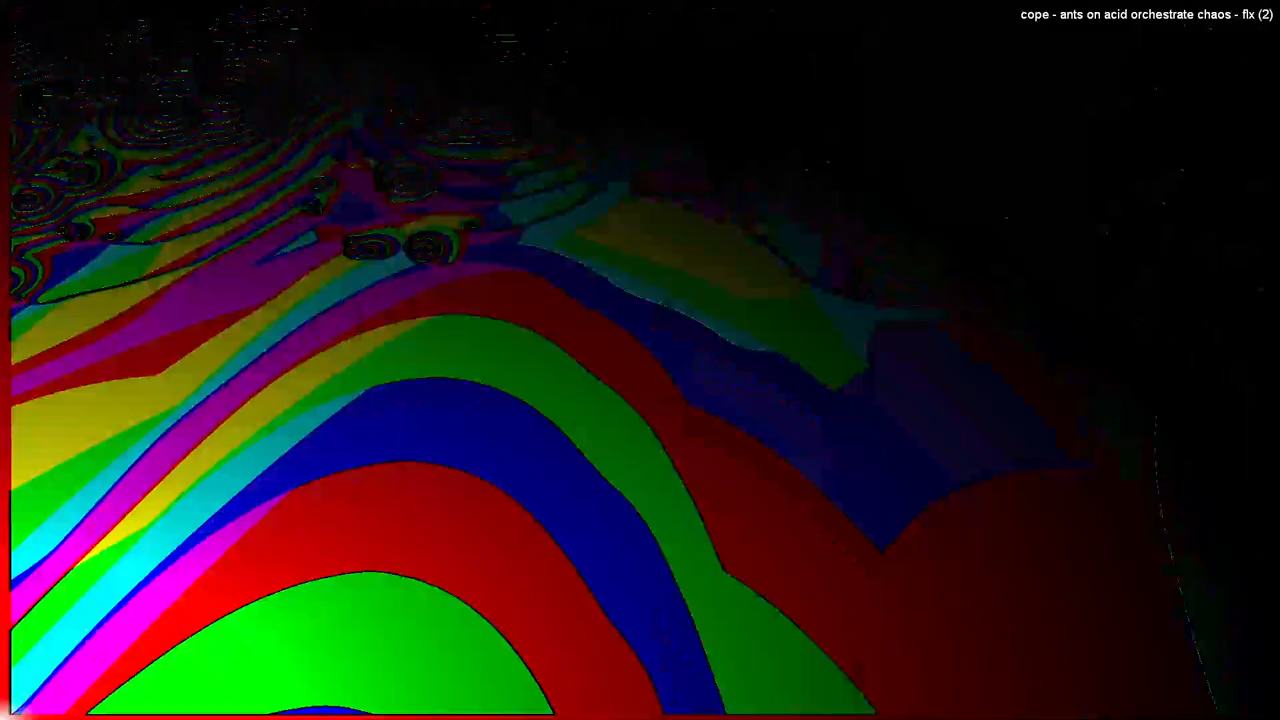 cope - ants on acid orchestrate chaos - flx (2)